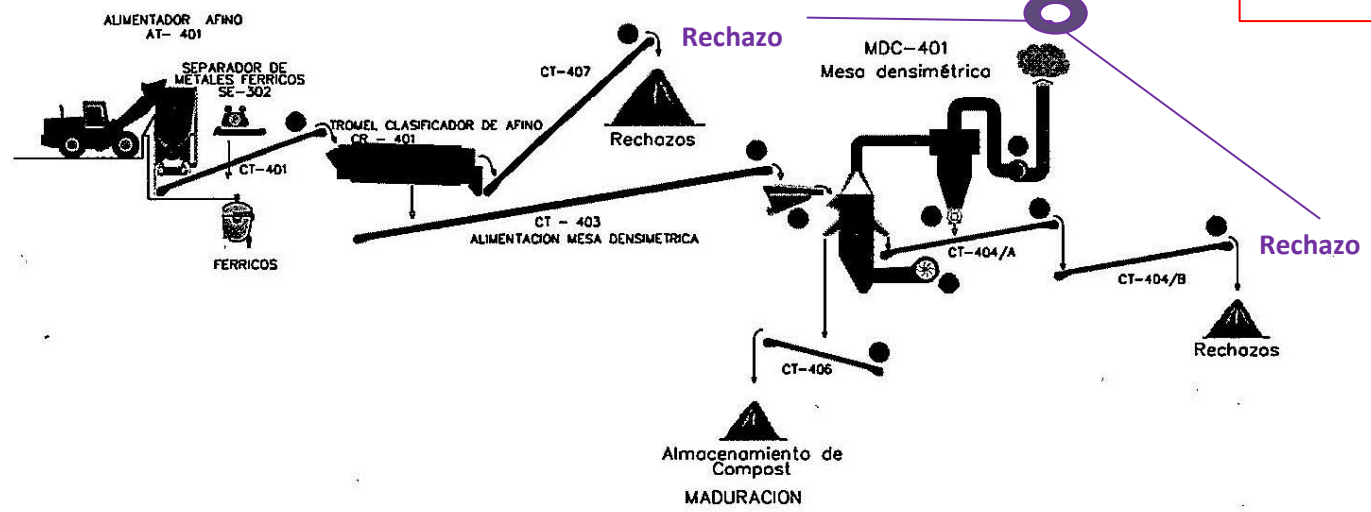 ALIMENTADOR AFINO
AT- 401
SEPARADOR DE
METALES FERRICOS
SE-302
CT-401
FERRICOS
TROMEL CLASIFICADOR DE AFINO
CR - 401
CT-407
Rechazo
Rechazos
CT - 403
ALIMENTACION MESA DENSIMETRICA
MDC-401
Mesa densimétrica
CT-404/A
CT-404/B
Rechazo
Rechazos
CT-406
Almacenamiento de
Compost
MADURACION